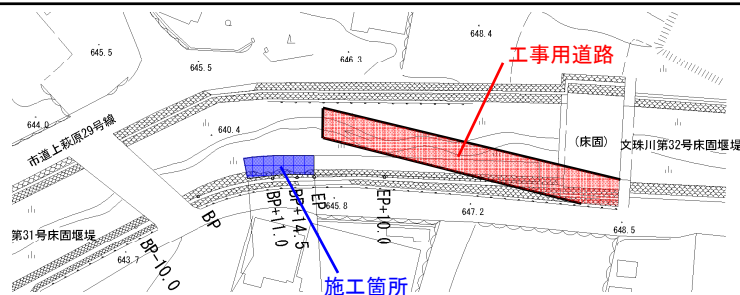 648.4
工事用道路
645.5
645.5
646.3
644.0
640.4
市道上萩原29号線
(床固)
文珠川第32号床固堰堤
645.8
647.2
648.5
BP
BP+11.0
BP+14.5
EP
EP+10.0
第31号床固堰堤
643.7
BP-10.0
施工箇所